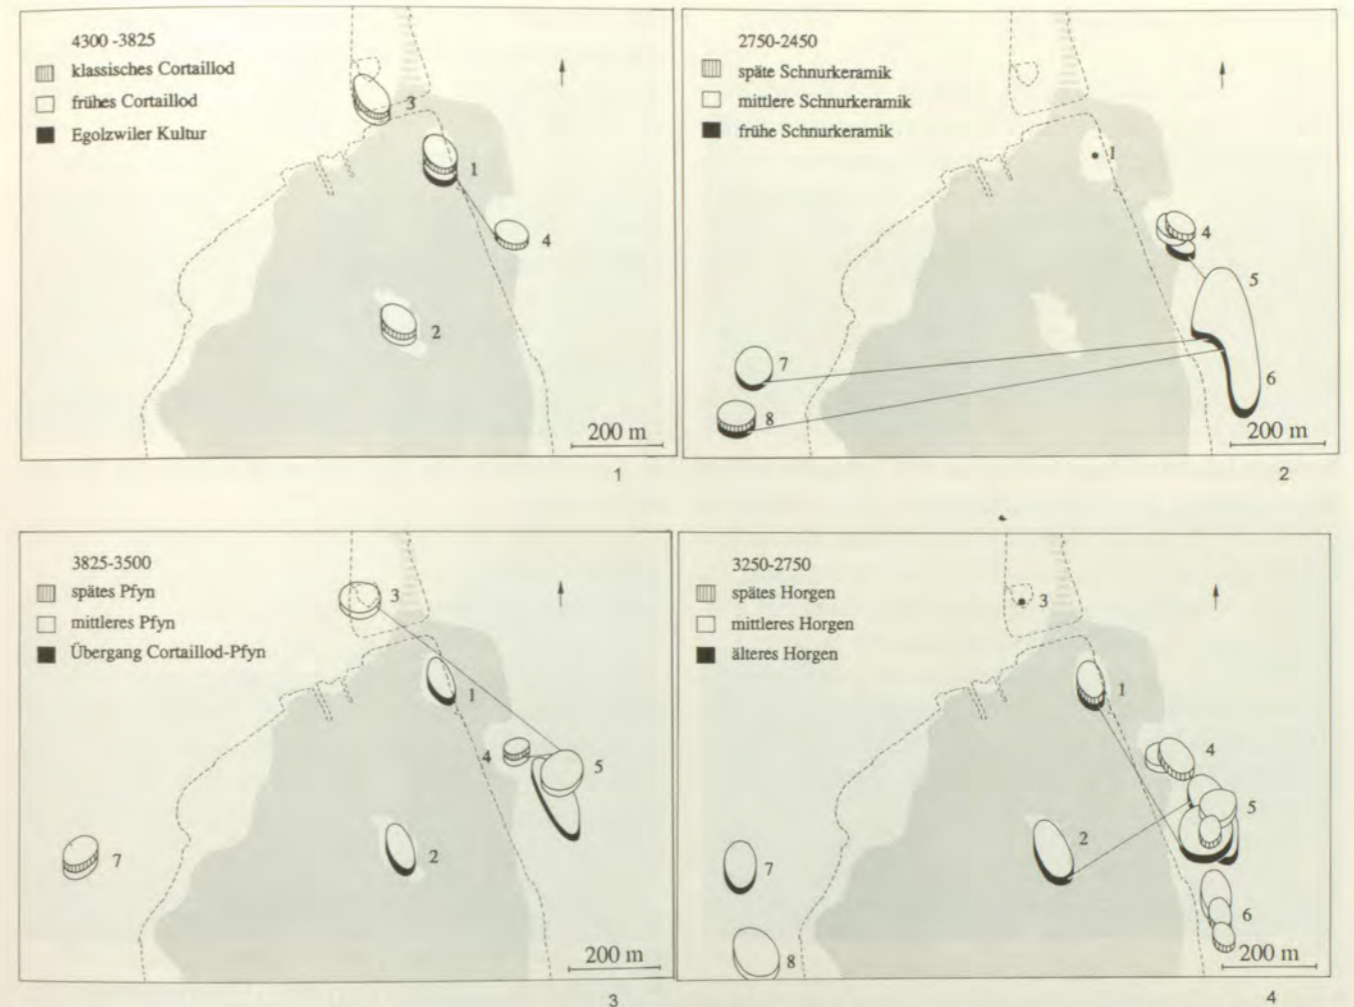 4300 -3825
klassisches Cortaillod
frühes Cortaillod
Egolzwiler Kultur
3
1
4
2
200 m
1
2750-2450
späte Schnurkeramik
mittlere Schnurkeramik
frühe Schnurkeramik
1
4
5
7
6
8
200 m
2
3825-3500
spätes Pfyn
mittleres Pfyn
Übergang Cortaillod-Pfyn
3
1
4
5
7
2
200 m
3
3250-2750
spätes Horgen
mittleres Horgen
älteres Horgen
3
1
4
5
2
7
6
8
200 m
4